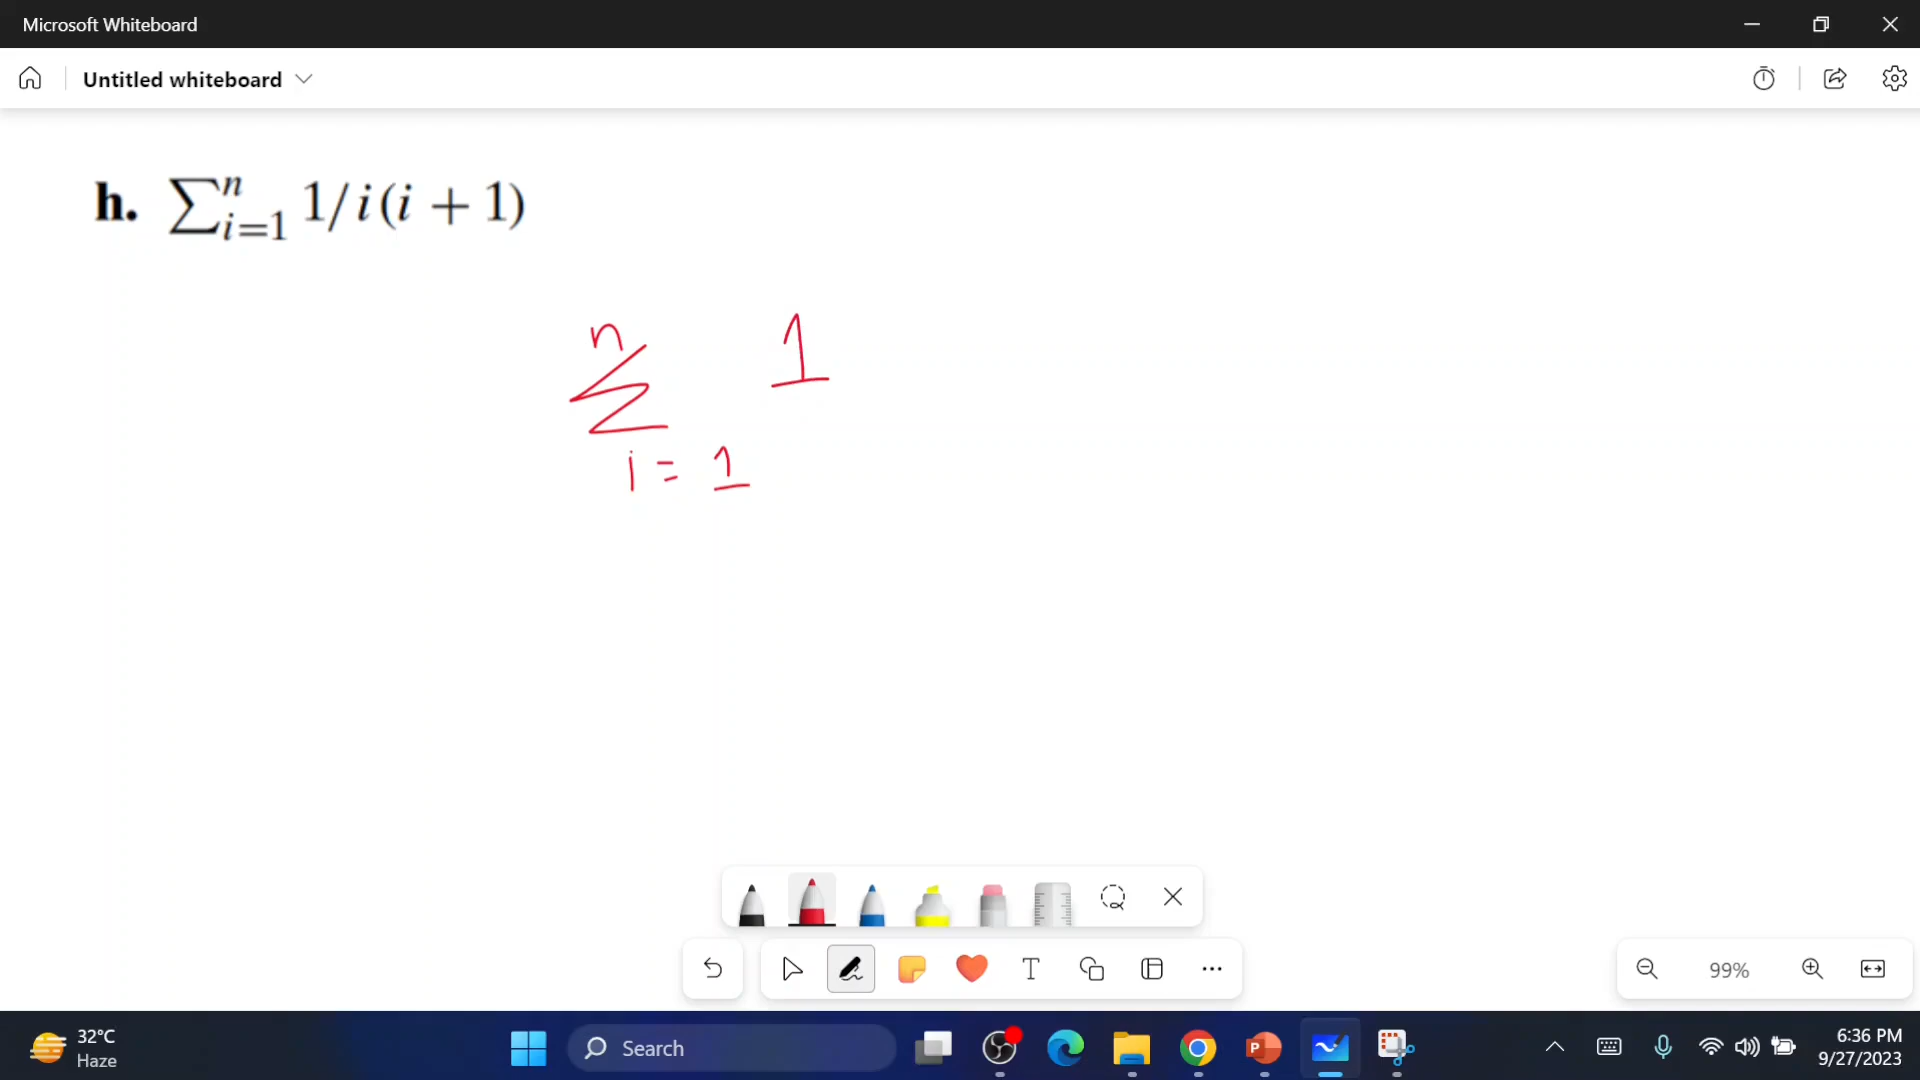 Microsoft Whiteboard
Untitled whiteboard
h. ∑ⁿᵢ₌₁ 1/i(i + 1)
n 1
∑
i = 1
T
99%
32°C
Haze
Search
P
6:36 PM
9/27/2023